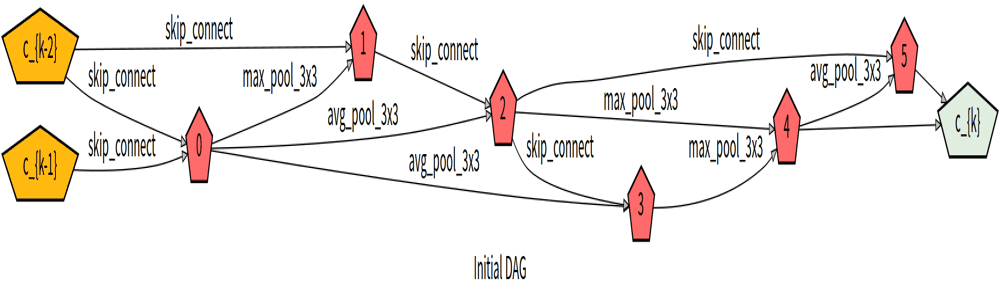 c_{k-2}
skip_connect
1
skip_connect
skip_connect
5
skip_connect
max_pool_3x3
avg_pool_3x3
2
max_pool_3x3
avg_pool_3x3
c_{k}
c_{k-1}
skip_connect
0
avg_pool_3x3
skip_connect
max_pool_3x3
4
3
Initial DAG